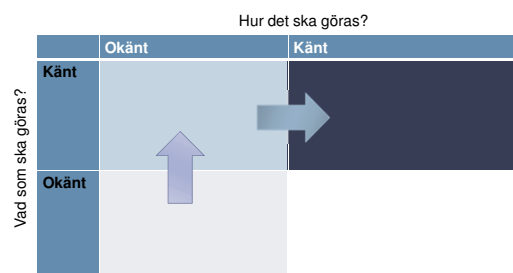 Hur det ska göras?
Okänt Känt
Känt
Vad som ska göras?
Okänt